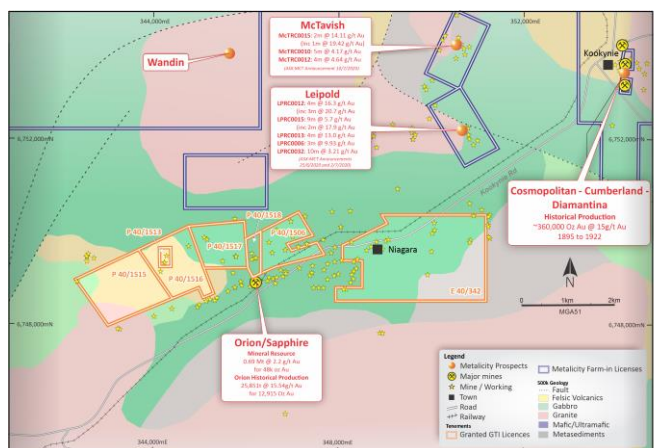 344,000mE
352,000mE
McTavish
McTRC0015: 2m @ 14.11 g/t Au
(inc 1m @ 19.42 g/t Au)
McTRC0010: 5m @ 4.17 g/t Au
McTRC0012: 4m @ 4.64 g/t Au
Wandin
Kookynie
Leipold
LPRC0012: 4m @ 16.3 g/t Au
(inc 3m @ 20.7 g/t Au)
LPRC0015: 9m @ 5.7 g/t Au
(inc 2m @ 17.9 g/t Au)
LPRC0013: 4m @ 13.0 g/t Au
LPRC0006: 3m @ 9.93 g/t Au
LPRC0032: 10m @ 3.21 g/t Au
6,752,000mN
6,752,000mN
Kookynie Rd
Cosmopolitan - Cumberland -
Diamantina
Historical Production
~360,000 Oz Au @ 15g/t Au
1895 to 1922
P 40/1513
P 40/1518
P 40/1517
P 40/1506
P 40/1515
P 40/1516
Niagara
E 40/342
N
0
1km
2km
MGA51
6,748,000mN
6,748,000mN
Orion/Sapphire
Mineral Resource
0.69 Mt @ 2.2 g/t Au
for 48k oz Au
Orion Historical Production
@ 15.54g/t Au
for 12,915 Oz Au
Legend
Metalicity Prospects
Major mines
Mine / Working
Town
Road
Railway
Tenements
Granted GTI Licences
Metalicity Farm-in Licenses
500k Geology
Fault
Felsic Volcanics
Gabbro
Granite
Mafic/Ultramafic
Metasediments
344,000mE
348,000mE